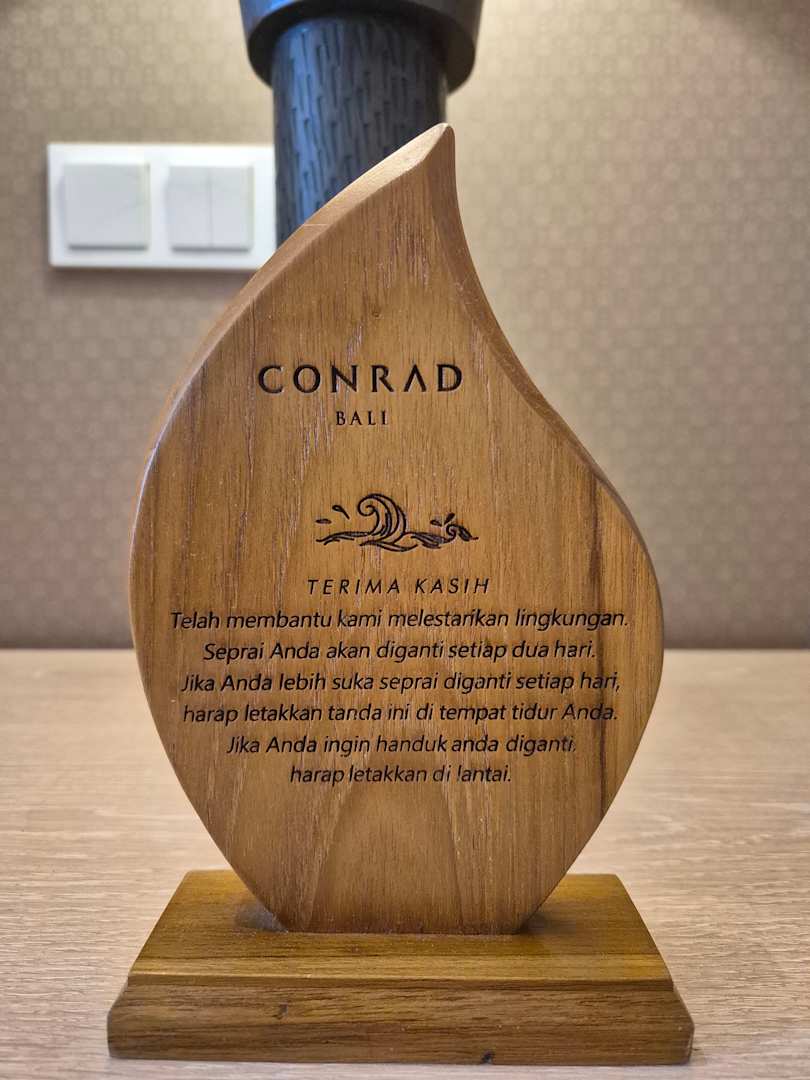 CONRAD
BALI
TERIMA KASIH
Telah membantu kami melestarikan lingkungan.
Seprai Anda akan diganti setiap dua hari.
Jika Anda lebih suka seprai diganti setiap hari,
harap letakkan tanda ini di tempat tidur Anda.
Jika Anda ingin handuk anda diganti,
harap letakkan di lantai.